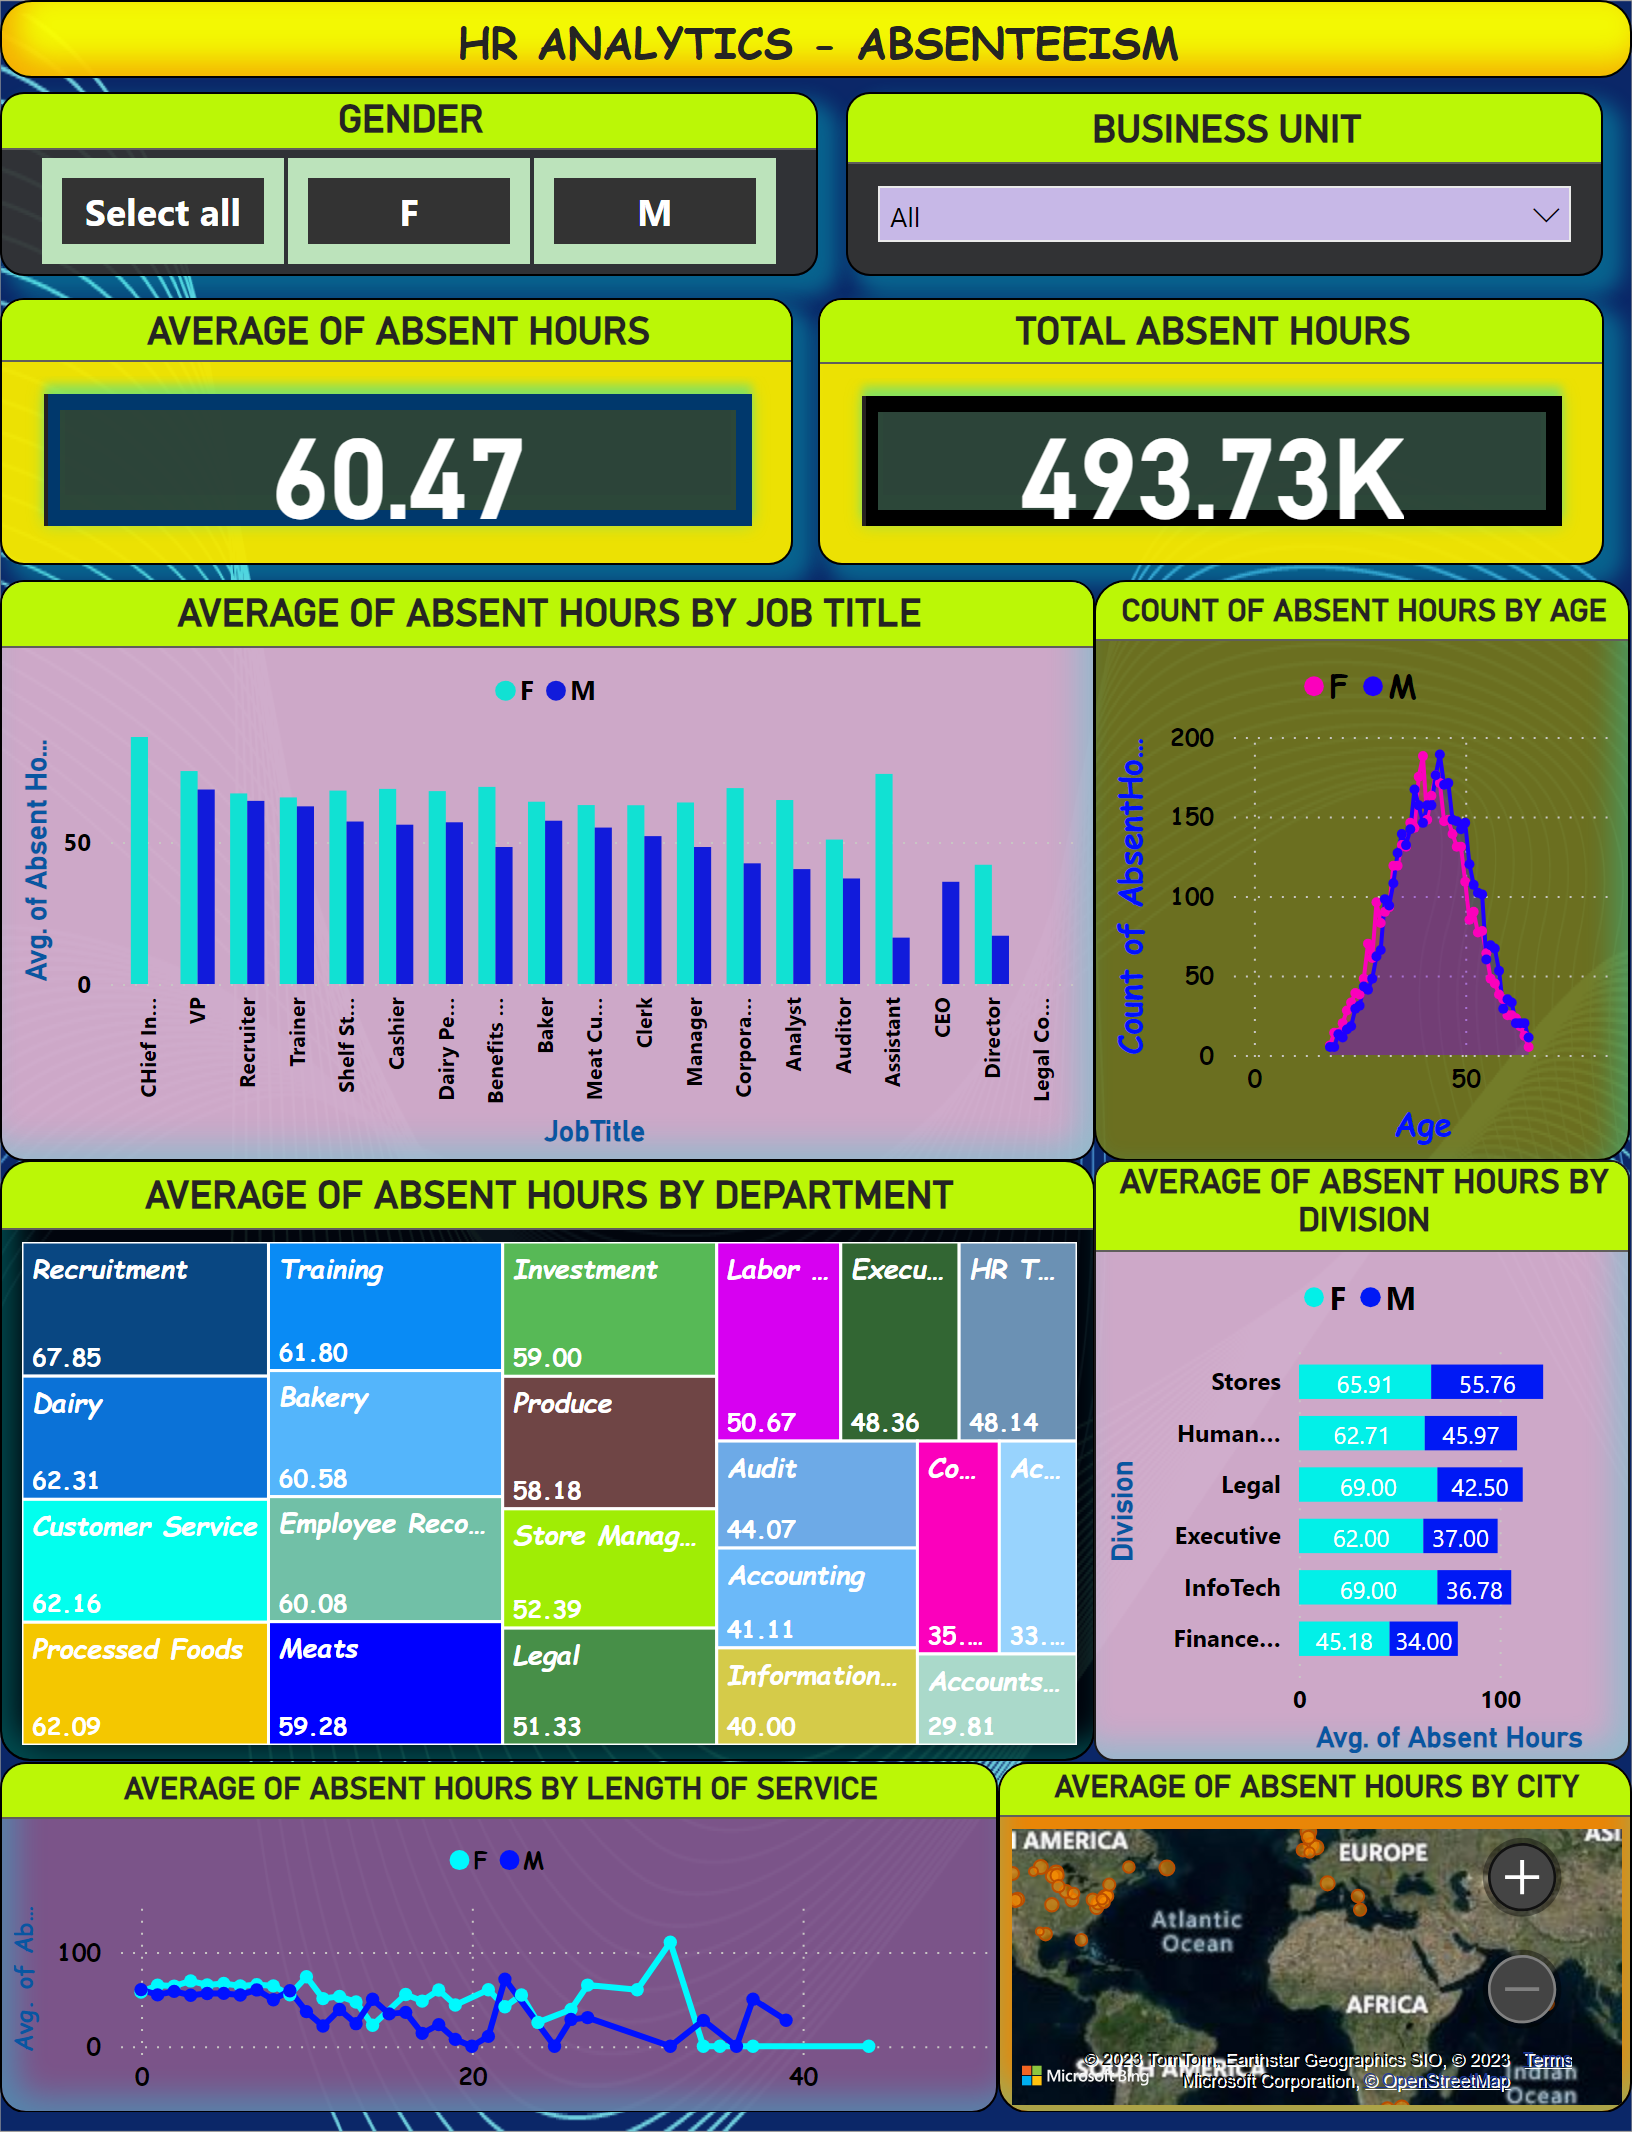 HR ANALYTICS - ABSENTEEISM
GENDER
Select all
F
M
BUSINESS UNIT
All
AVERAGE OF ABSENT HOURS
60.47
TOTAL ABSENT HOURS
493.73K
AVERAGE OF ABSENT HOURS BY JOB TITLE
F M
Avg. of Absent Ho...
50
0
CHief In...
VP
Recruiter
Trainer
Shelf St...
Cashier
Dairy Pe...
Benefits ...
Baker
Meat Cu...
Clerk
Manager
Corpora...
Analyst
Auditor
Assistant
CEO
Director
Legal Co...
JobTitle
COUNT OF ABSENT HOURS BY AGE
F M
Count of AbsentHo...
200
150
100
50
0
0 50
Age
AVERAGE OF ABSENT HOURS BY DEPARTMENT
Recruitment
67.85
Dairy
62.31
Customer Service
62.16
Processed Foods
62.09
Training
61.80
Bakery
60.58
Employee Reco...
60.08
Meats
59.28
Investment
59.00
Produce
58.18
Store Manag...
52.39
Legal
51.33
Labor ...
50.67
Execu...
48.36
HR T...
48.14
Audit
44.07
Accounting
41.11
Information...
40.00
Co...
35....
Ac...
33....
Accounts...
29.81
AVERAGE OF ABSENT HOURS BY
DIVISION
F M
Division
Stores 65.91 55.76
Human... 62.71 45.97
Legal 69.00 42.50
Executive 62.00 37.00
InfoTech 69.00 36.78
Finance... 45.18 34.00
0 100
Avg. of Absent Hours
AVERAGE OF ABSENT HOURS BY LENGTH OF SERVICE
F M
Avg. of Ab...
100
0
0 20 40
AVERAGE OF ABSENT HOURS BY CITY
AMERICA
EUROPE
ASI
Atlantic
Ocean
AFRICA
SOUTH AMERICA
Indian
Ocean
Microsoft Bing
© 2023 TomTom, Earthstar Geographics SIO, © 2023 Terms
Microsoft Corporation, © OpenStreetMap